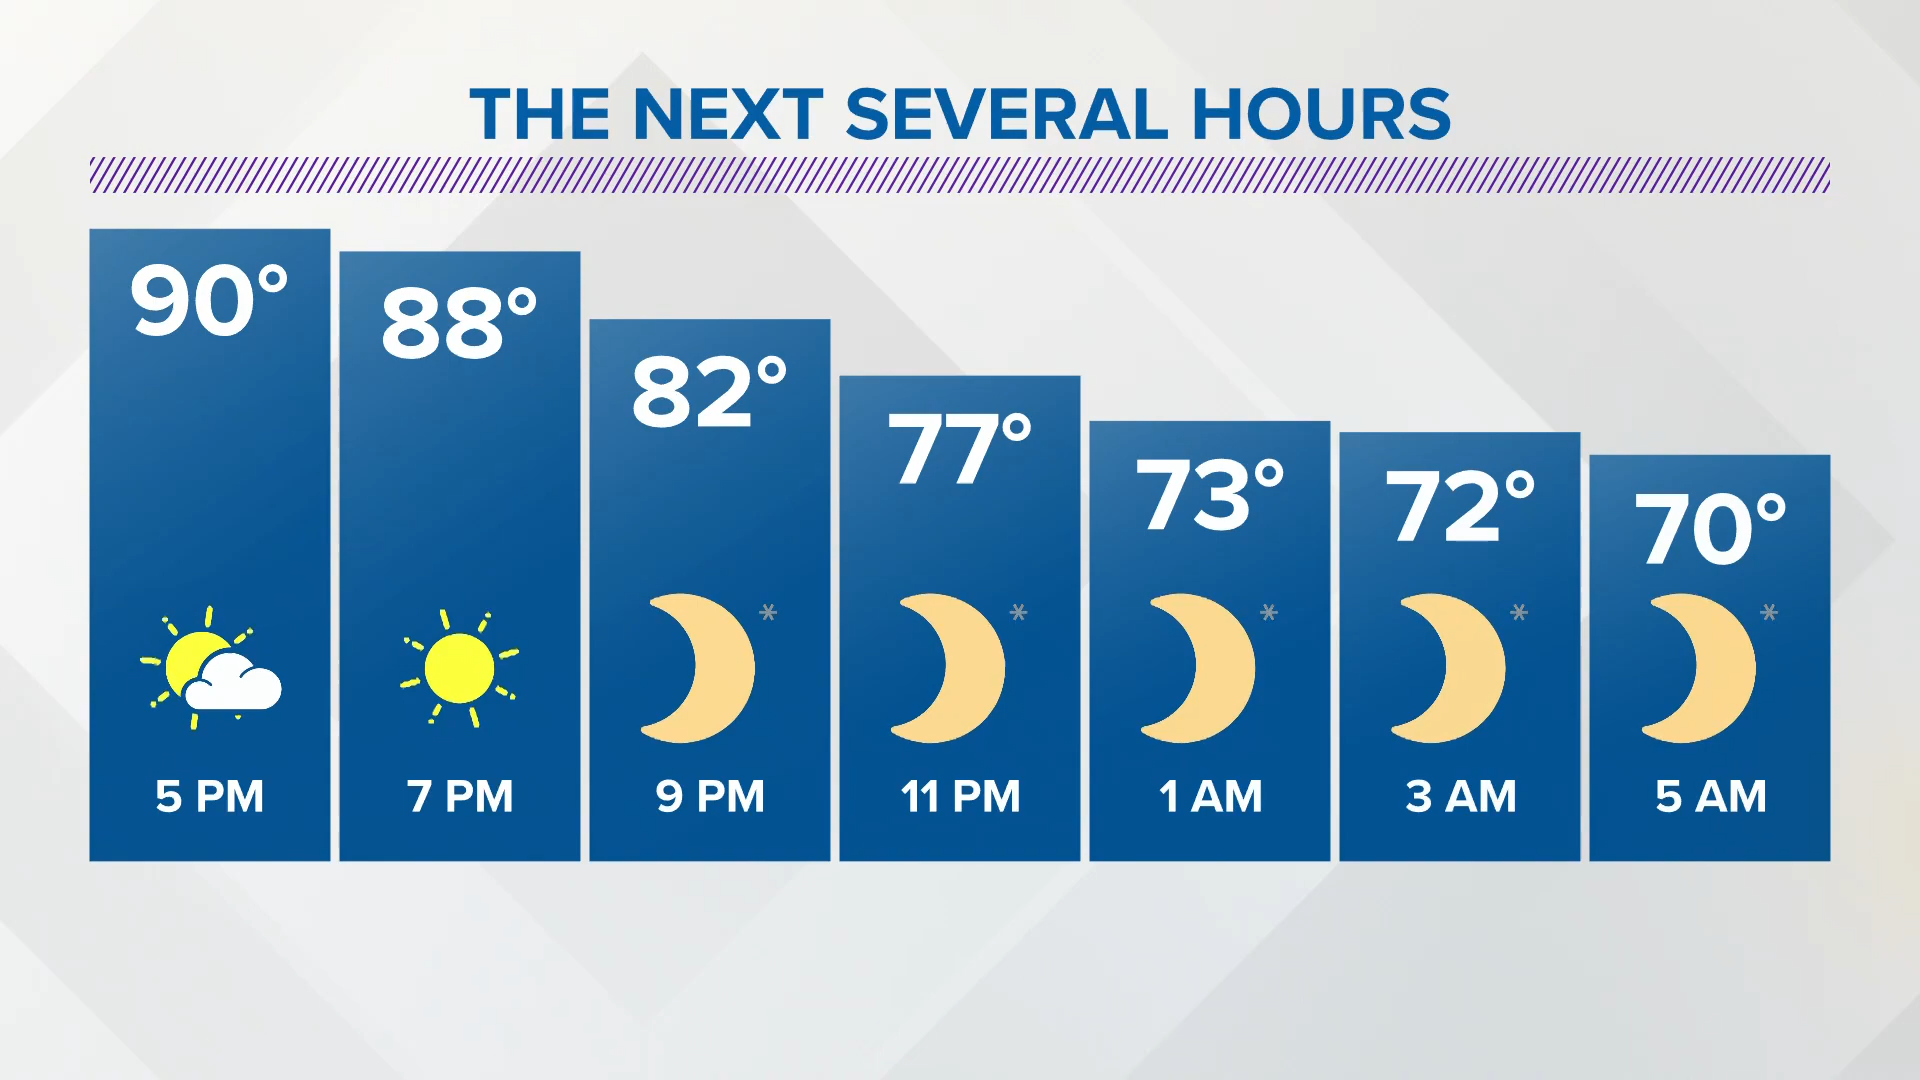 THE NEXT SEVERAL HOURS
90° 88° 82° 77° 73° 72° 70°
5 PM 7 PM 9 PM 11 PM 1 AM 3 AM 5 AM